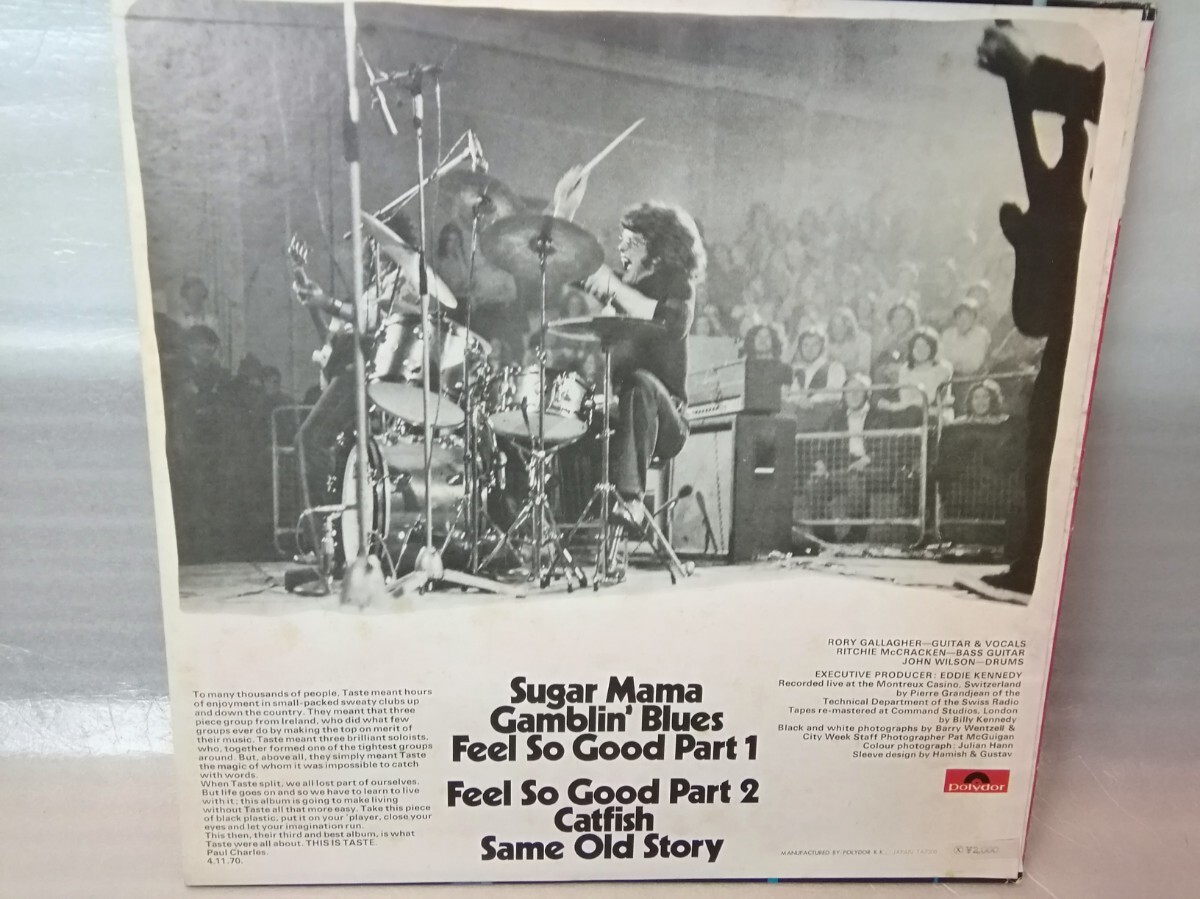 To many thousands of people, Taste meant hours
of enjoyment in small-packed sweaty clubs up
and down the country. They meant that three
piece group from Ireland, who did what few
groups ever do by making the top on merit of
their music. Taste meant three brilliant soloists,
who, together formed one of the tightest groups
around. But, above all, they simply meant Taste
the magic of whom it was impossible to catch
with words.
When Taste split, we all lost part of ourselves.
But life goes on and so we have to learn to live
with it; this album is going to make living
without Taste all that more easy. Take this piece
of black plastic, put it on your 'player, close your
eyes and let your imagination run.
This then, their third and best album, is what
Taste were all about. THIS IS TASTE.
Paul Charles.
4.11.70.
Sugar Mama
Gamblin' Blues
Feel So Good Part 1
Feel So Good Part 2
Catfish
Same Old Story
RORY GALLAGHER—GUITAR & VOCALS
RITCHIE McCRACKEN—BASS GUITAR
JOHN WILSON—DRUMS
EXECUTIVE PRODUCER: EDDIE KENNEDY
Recorded live at the Montreux Casino, Switzerland
by Pierre Grandjean of the
Technical Department of the Swiss Radio
Tapes re-mastered at Command Studios, London
by Billy Kennedy
Black and white photographs by Barry Wentzell &
City Week Staff Photographer Pat McGuigan
Colour photograph: Julian Hann
Sleeve design by Hamish & Gustav
Polydor
MANUFACTURED BY POLYDOR K.K., JAPAN
¥2,000